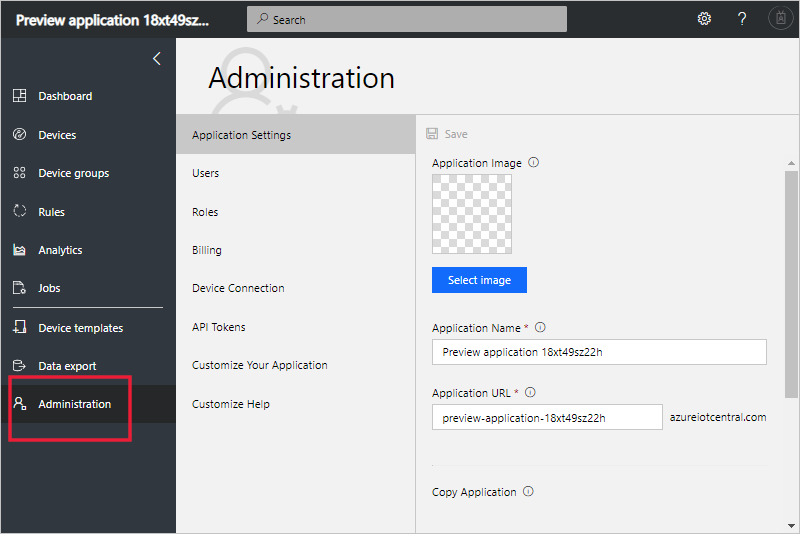 Preview application 18xt49sz...
Search
?
Dashboard
Devices
Device groups
Rules
Analytics
Jobs
Device templates
Data export
Administration
Administration
Application Settings
Users
Roles
Billing
Device Connection
API Tokens
Customize Your Application
Customize Help
Save
Application Image
Select image
Application Name *
Preview application 18xt49sz22h
Application URL *
preview-application-18xt49sz22h azureiotcentral.com
Copy Application